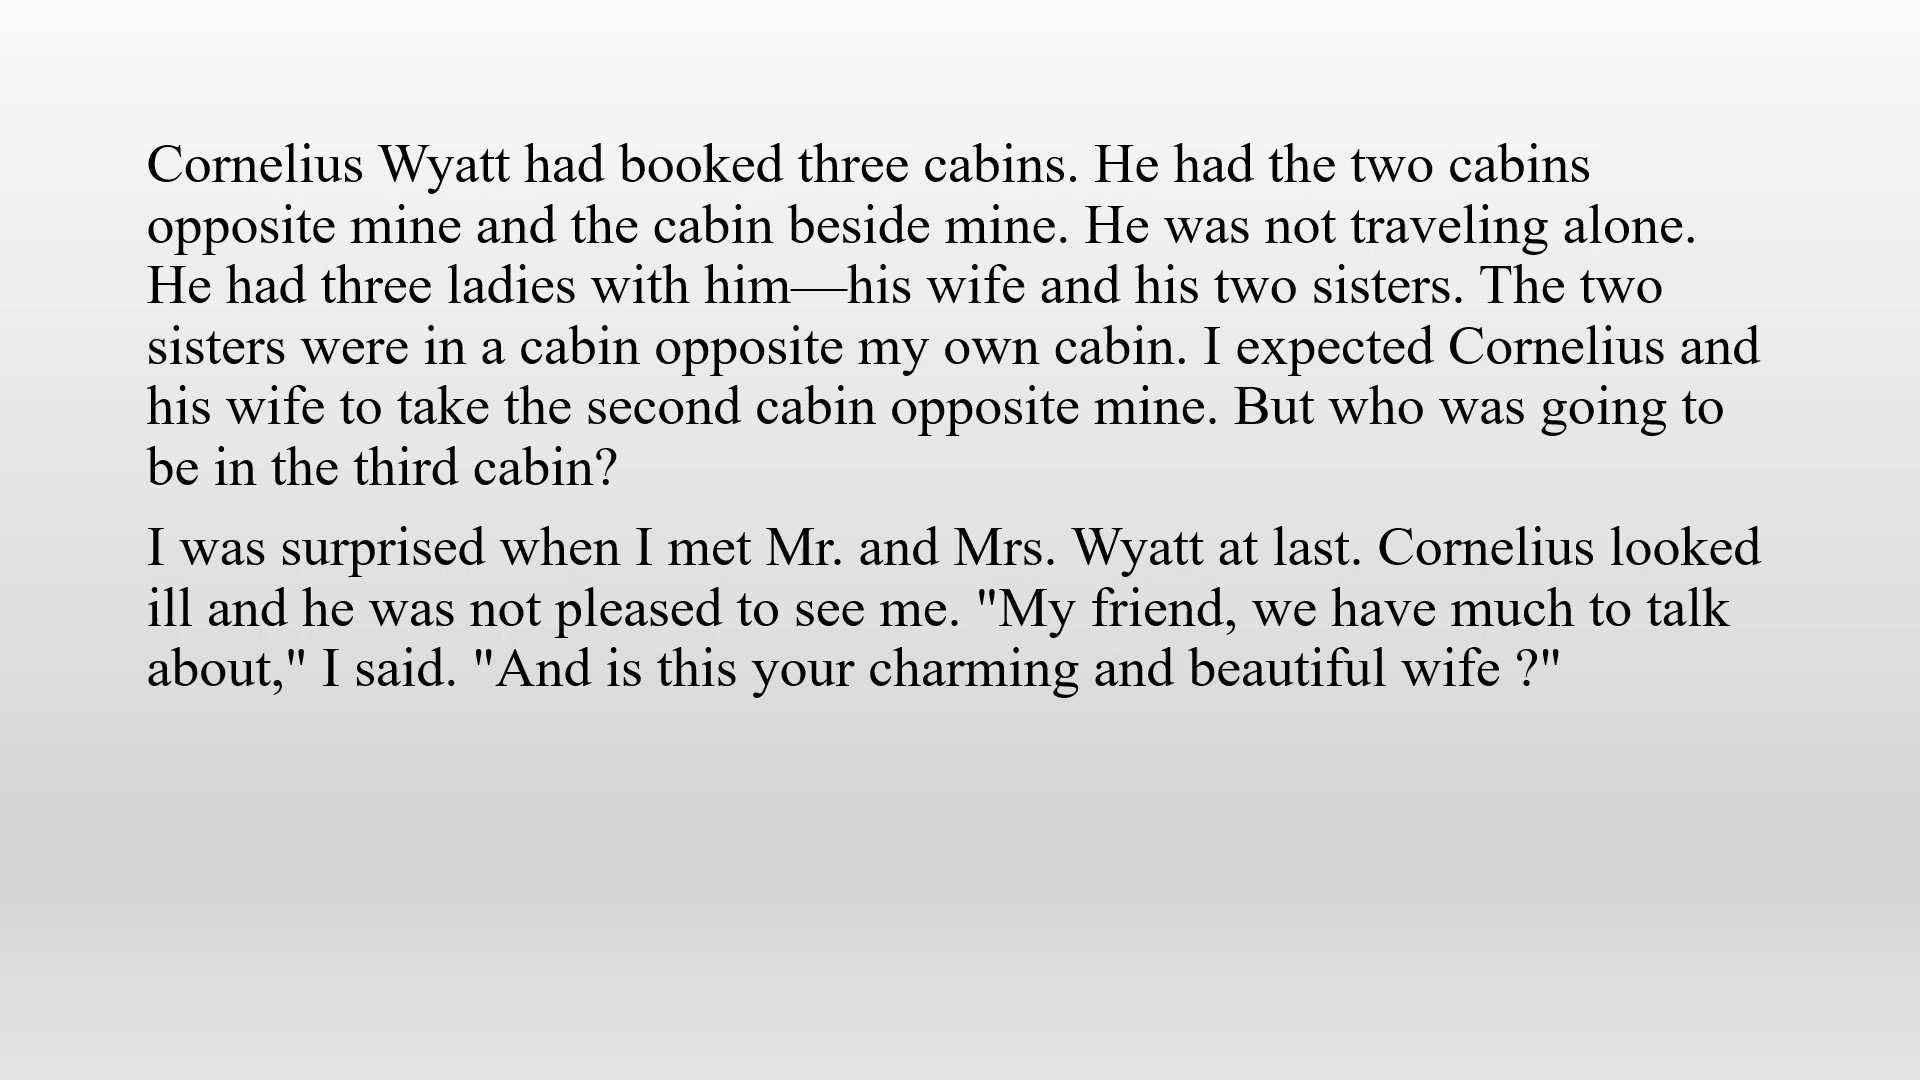 Cornelius Wyatt had booked three cabins. He had the two cabins
opposite mine and the cabin beside mine. He was not traveling alone.
He had three ladies with him—his wife and his two sisters. The two
sisters were in a cabin opposite my own cabin. I expected Cornelius and
his wife to take the second cabin opposite mine. But who was going to
be in the third cabin?
I was surprised when I met Mr. and Mrs. Wyatt at last. Cornelius looked
ill and he was not pleased to see me. "My friend, we have much to talk
about," I said. "And is this your charming and beautiful wife ?"